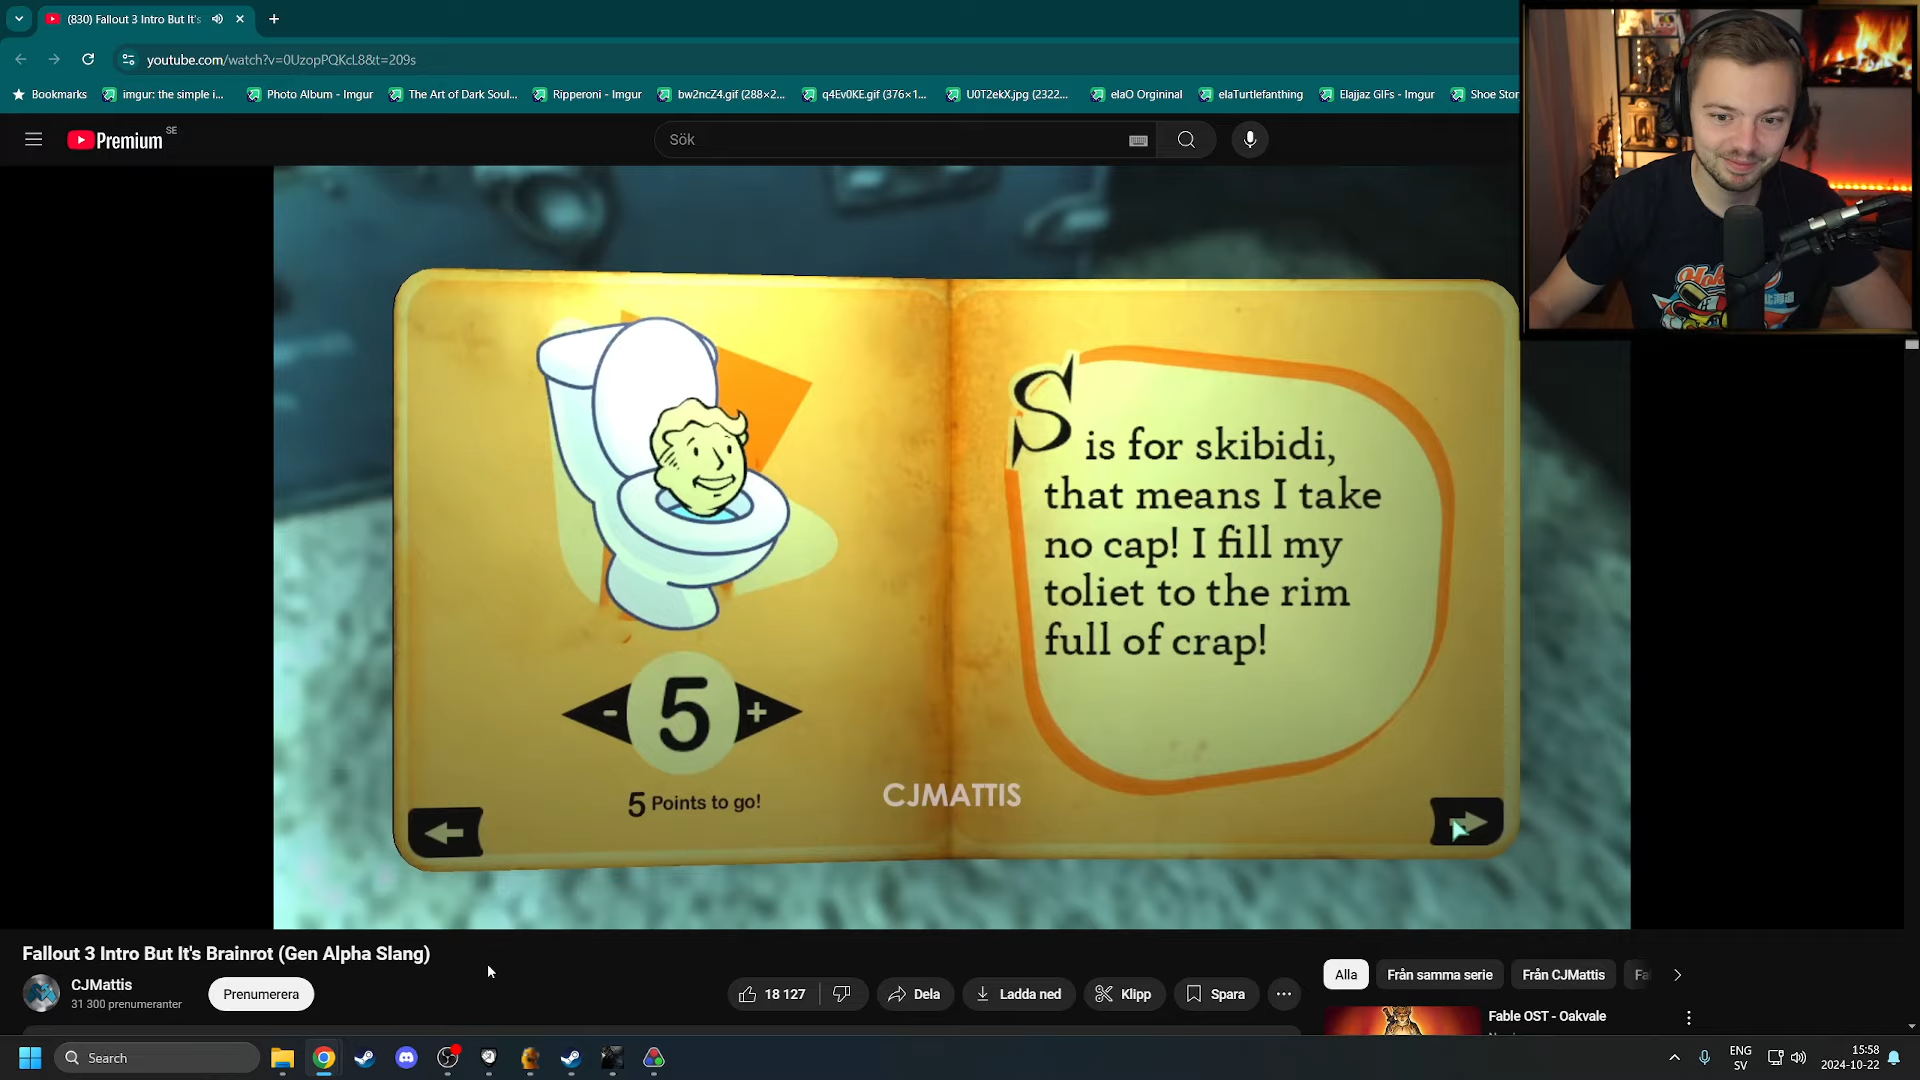 (830) Fallout 3 Intro But It's
youtube.com/watch?v=0UzopPQKcL8&t=209s
Bookmarks
imgur: the simple i...
Photo Album - Imgur
The Art of Dark Soul...
Ripperoni - Imgur
bw2ncZ4.gif (288×2...
q4Ev0KE.gif (376×1...
U0T2ekX.jpg (2322...
elaO Orgininal
elaTurtlefanthing
Elajjaz GIFs - Imgur
Shoe Stor
Premium SE
Sök
S is for skibidi,
that means I take
no cap! I fill my
toliet to the rim
full of crap!
- 5 +
5 Points to go!
CJMATTIS
Fallout 3 Intro But It's Brainrot (Gen Alpha Slang)
CJMattis
31 300 prenumeranter
Prenumerera
18 127
Dela
Ladda ned
Klipp
Spara
Alla
Från samma serie
Från CJMattis
Fa
Fable OST - Oakvale
Search
ENG
SV
15:58
2024-10-22